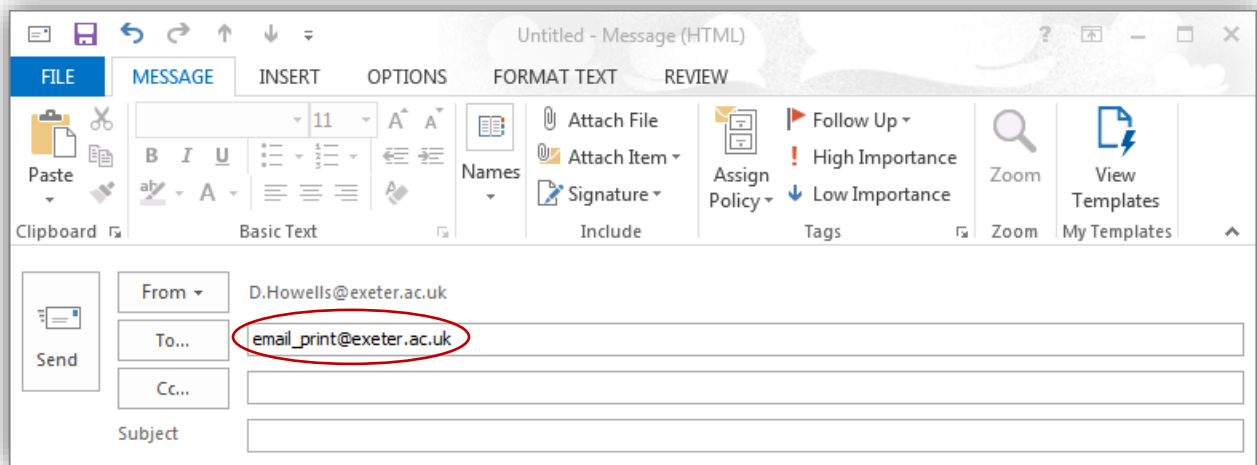 Untitled - Message (HTML) ?
FILE MESSAGE INSERT OPTIONS FORMAT TEXT REVIEW
11 A A Attach File Follow Up
Paste B I U Names Attach Item Assign Policy High Importance Zoom View Templates
A Signature Low Importance
Clipboard Basic Text Include Tags Zoom My Templates
From D.Howells@exeter.ac.uk
Send To... email_print@exeter.ac.uk
Cc...
Subject